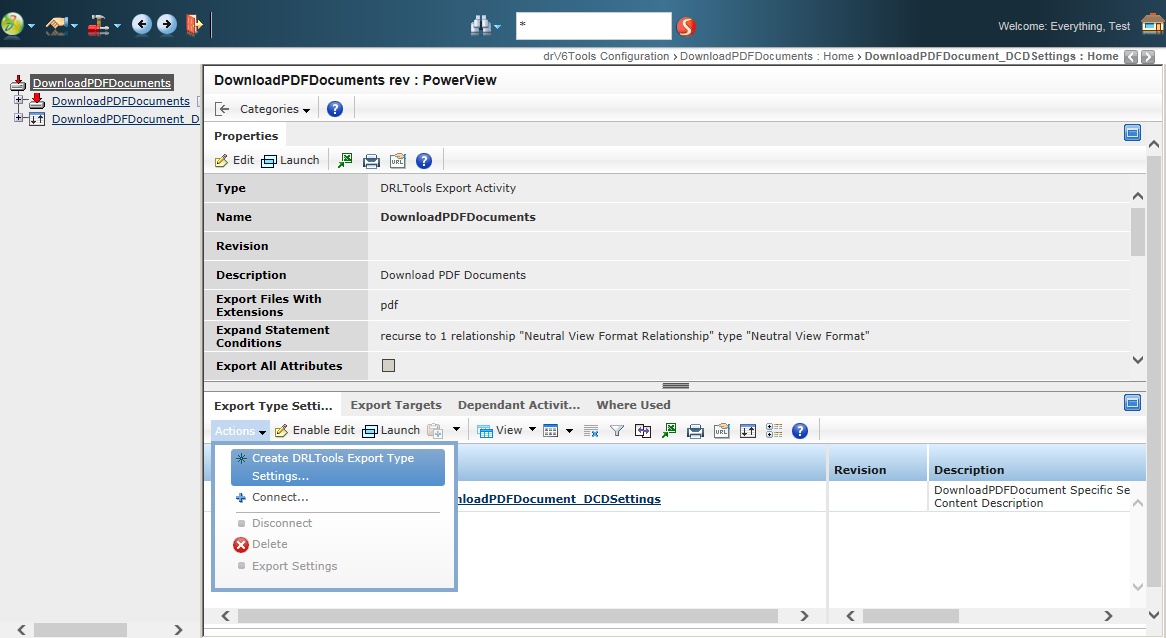 *
Welcome: Everything, Test
drV6Tools Configuration › DownloadPDFDocuments : Home › DownloadPDFDocument_DCDSettings : Home
DownloadPDFDocuments
DownloadPDFDocuments
DownloadPDFDocument_D
DownloadPDFDocuments rev : PowerView
Categories
Properties
Edit Launch
Type DRLTools Export Activity
Name DownloadPDFDocuments
Revision
Description Download PDF Documents
Export Files With
Extensions pdf
Expand Statement
Conditions recurse to 1 relationship "Neutral View Format Relationship" type "Neutral View Format"
Export All Attributes
Export Type Setti... Export Targets Dependant Activit... Where Used
Actions Enable Edit Launch View
Create DRLTools Export Type
Settings...
Connect...
Disconnect
Delete
Export Settings
Revision Description
nloadPDFDocument_DCDSettings
DownloadPDFDocument Specific Se
Content Description